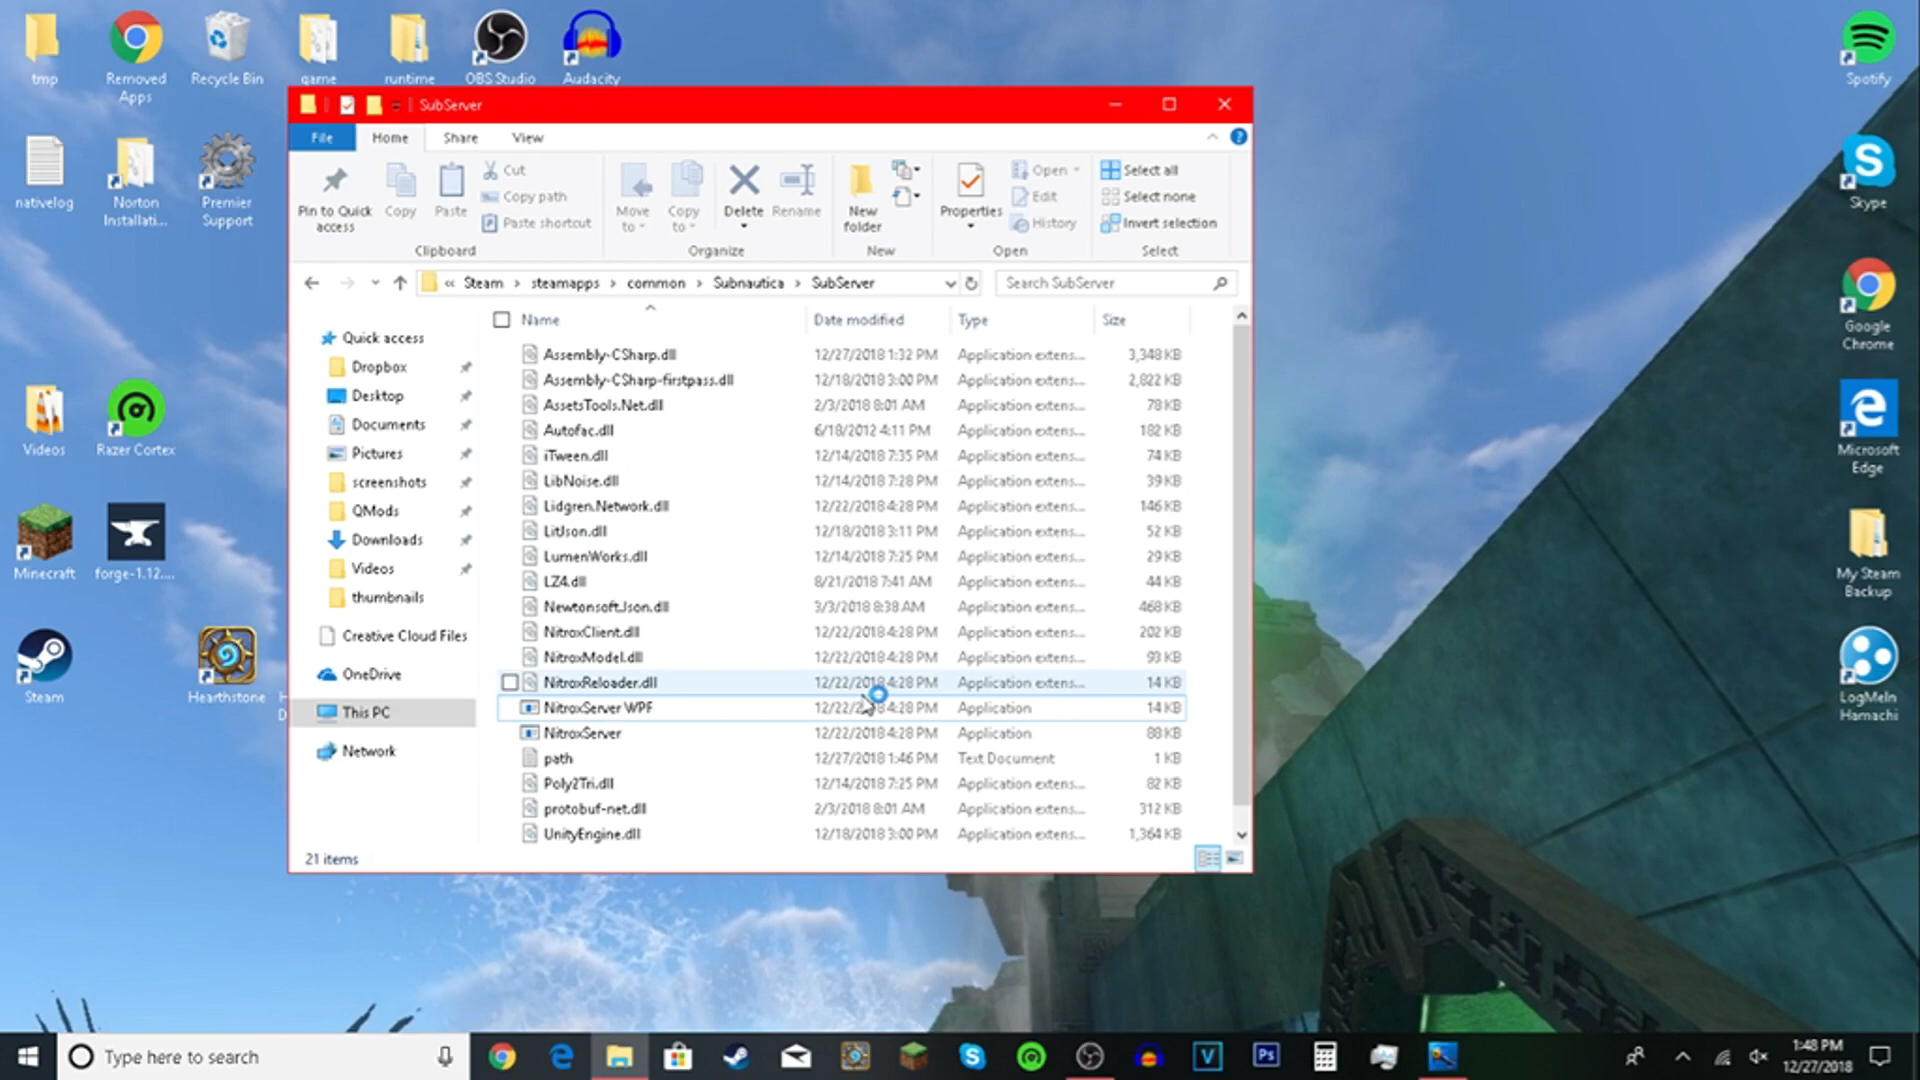 tmp
Removed
Apps
Recycle Bin
game
runtime
OBS Studio
Audacity
Spotify
nativelog
Norton
Installati...
Premier
Support
Skype
Google
Chrome
Videos
Razer Cortex
Microsoft
Edge
Minecraft
forge-1.12....
My Steam
Backup
Steam
Hearthstone
LogMeIn
Hamachi
SubServer
File
Home
Share
View
Pin to Quick
access
Copy
Paste
Cut
Copy path
Paste shortcut
Clipboard
Move
to
Copy
to
Delete
Rename
Organize
New
folder
New
Properties
Open
Edit
History
Open
Select all
Select none
Invert selection
Select
« Steam > steamapps > common > Subnautica > SubServer
Search SubServer
Quick access
Dropbox
Desktop
Documents
Pictures
screenshots
QMods
Downloads
Videos
thumbnails
Creative Cloud Files
OneDrive
This PC
Network
Name Date modified Type Size
Assembly-CSharp.dll 12/27/2018 1:32 PM Application extens... 3,348 KB
Assembly-CSharp-firstpass.dll 12/18/2018 3:00 PM Application extens... 2,822 KB
AssetsTools.Net.dll 2/3/2018 8:01 AM Application extens... 78 KB
Autofac.dll 6/18/2012 4:11 PM Application extens... 182 KB
iTween.dll 12/14/2018 7:35 PM Application extens... 74 KB
LibNoise.dll 12/14/2018 7:28 PM Application extens... 39 KB
Lidgren.Network.dll 12/22/2018 4:28 PM Application extens... 146 KB
LitJson.dll 12/18/2018 3:11 PM Application extens... 52 KB
LumenWorks.dll 12/14/2018 7:25 PM Application extens... 29 KB
LZ4.dll 8/21/2018 7:41 AM Application extens... 44 KB
Newtonsoft.Json.dll 3/3/2018 8:38 AM Application extens... 468 KB
NitroxClient.dll 12/22/2018 4:28 PM Application extens... 202 KB
NitroxModel.dll 12/22/2018 4:28 PM Application extens... 93 KB
NitroxReloader.dll 12/22/2018 4:28 PM Application extens... 14 KB
NitroxServer WPF 4:28 PM Application 14 KB
NitroxServer 12/22/2018 4:28 PM Application 88 KB
path 12/27/2018 1:46 PM Text Document 1 KB
Poly2Tri.dll 12/14/2018 7:25 PM Application extens... 82 KB
protobuf-net.dll 2/3/2018 8:01 AM Application extens... 312 KB
UnityEngine.dll 12/18/2018 3:00 PM Application extens... 1,364 KB
21 items
Type here to search
Ps
1:48 PM
12/27/2018